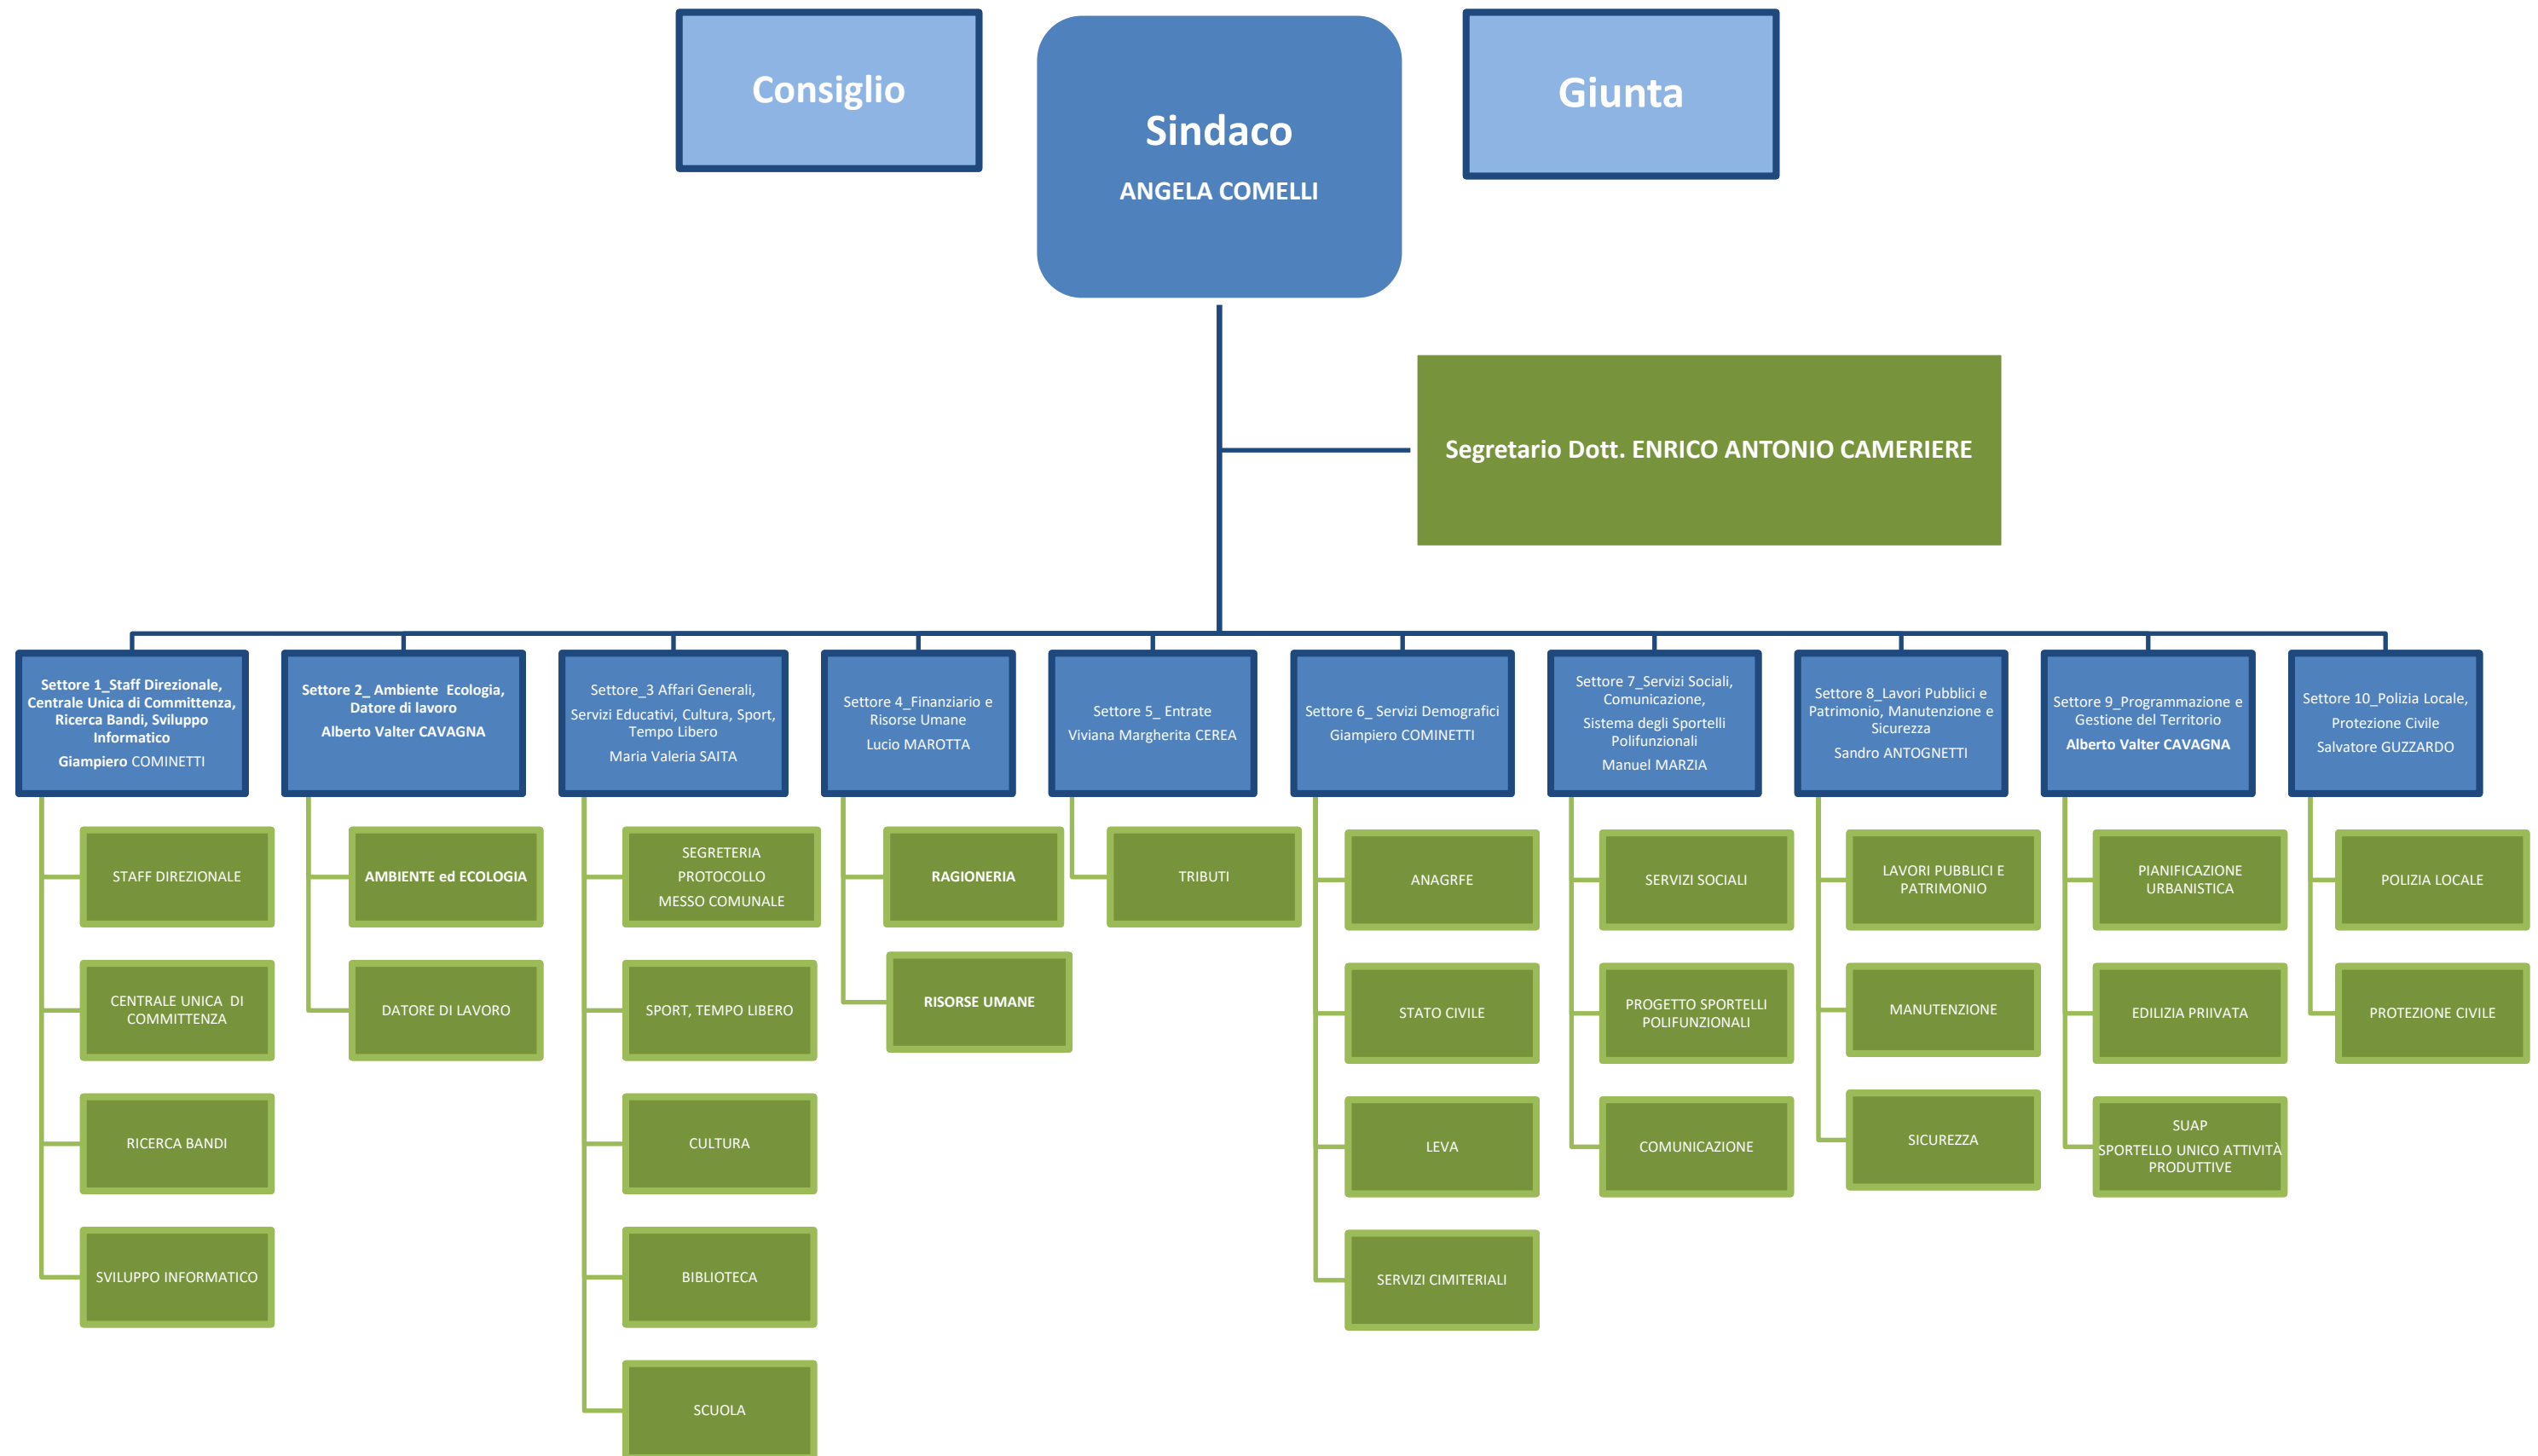 Consiglio
Sindaco
ANGELA COMELLI
Giunta
Segretario Dott. ENRICO ANTONIO CAMERIERE
Settore 1_Staff Direzionale,
Centrale Unica di Committenza,
Ricerca Bandi, Sviluppo
Informatico
Giampiero COMINETTI
STAFF DIREZIONALE
CENTRALE UNICA DI
COMMITTENZA
RICERCA BANDI
SVILUPPO INFORMATICO
Settore 2_ Ambiente Ecologia,
Datore di lavoro
Alberto Valter CAVAGNA
AMBIENTE ed ECOLOGIA
DATORE DI LAVORO
Settore_3 Affari Generali,
Servizi Educativi, Cultura, Sport,
Tempo Libero
Maria Valeria SAITA
SEGRETERIA
PROTOCOLLO
MESSO COMUNALE
SPORT, TEMPO LIBERO
CULTURA
BIBLIOTECA
SCUOLA
Settore 4_Finanziario e
Risorse Umane
Lucio MAROTTA
RAGIONERIA
RISORSE UMANE
Settore 5_ Entrate
Viviana Margherita CEREA
TRIBUTI
Settore 6_ Servizi Demografici
Giampiero COMINETTI
ANAGRFE
STATO CIVILE
LEVA
SERVIZI CIMITERIALI
Settore 7_Servizi Sociali,
Comunicazione,
Sistema degli Sportelli
Polifunzionali
Manuel MARZIA
SERVIZI SOCIALI
PROGETTO SPORTELLI
POLIFUNZIONALI
COMUNICAZIONE
Settore 8_Lavori Pubblici e
Patrimonio, Manutenzione e
Sicurezza
Sandro ANTOGNETTI
LAVORI PUBBLICI E
PATRIMONIO
MANUTENZIONE
SICUREZZA
Settore 9_Programmazione e
Gestione del Territorio
Alberto Valter CAVAGNA
PIANIFICAZIONE
URBANISTICA
EDILIZIA PRIIVATA
SUAP
SPORTELLO UNICO ATTIVITÀ
PRODUTTIVE
Settore 10_Polizia Locale,
Protezione Civile
Salvatore GUZZARDO
POLIZIA LOCALE
PROTEZIONE CIVILE